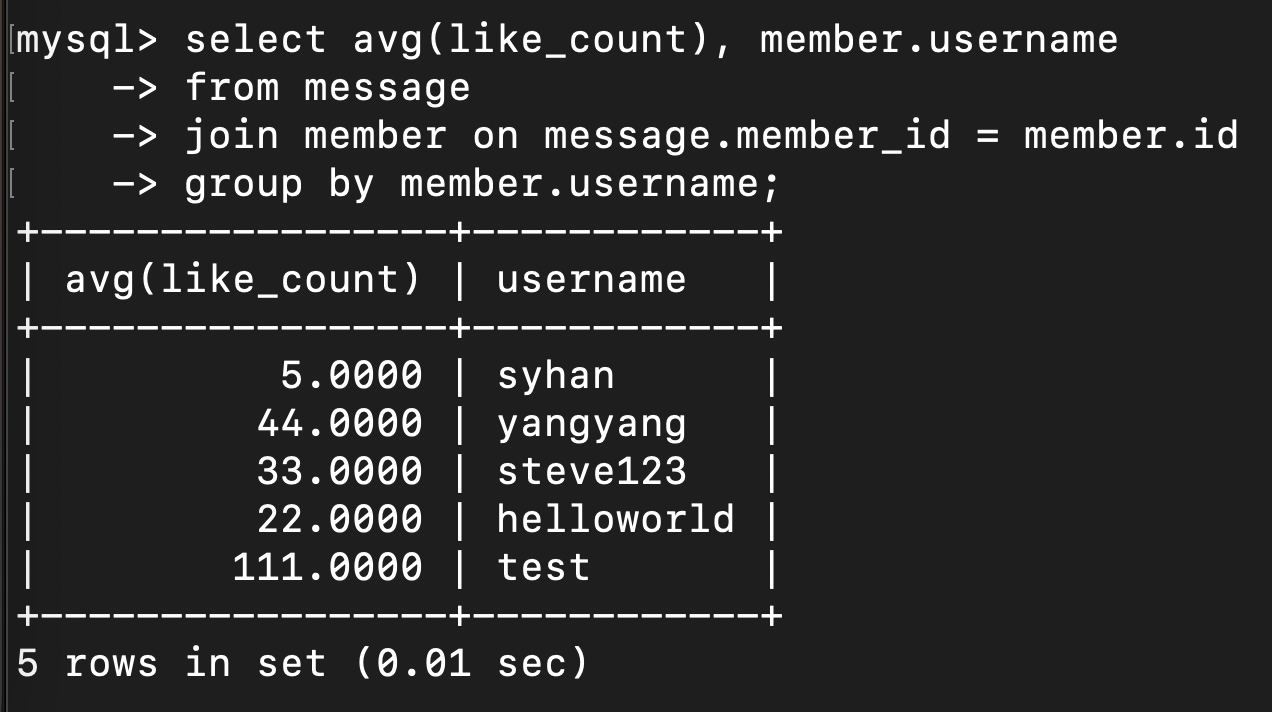 mysql> select avg(like_count), member.username
    -> from message
    -> join member on message.member_id = member.id
    -> group by member.username;
+-----------------+------------+
| avg(like_count) | username   |
+-----------------+------------+
|          5.0000 | syhan      |
|         44.0000 | yangyang   |
|         33.0000 | steve123   |
|         22.0000 | helloworld |
|        111.0000 | test       |
+-----------------+------------+
5 rows in set (0.01 sec)